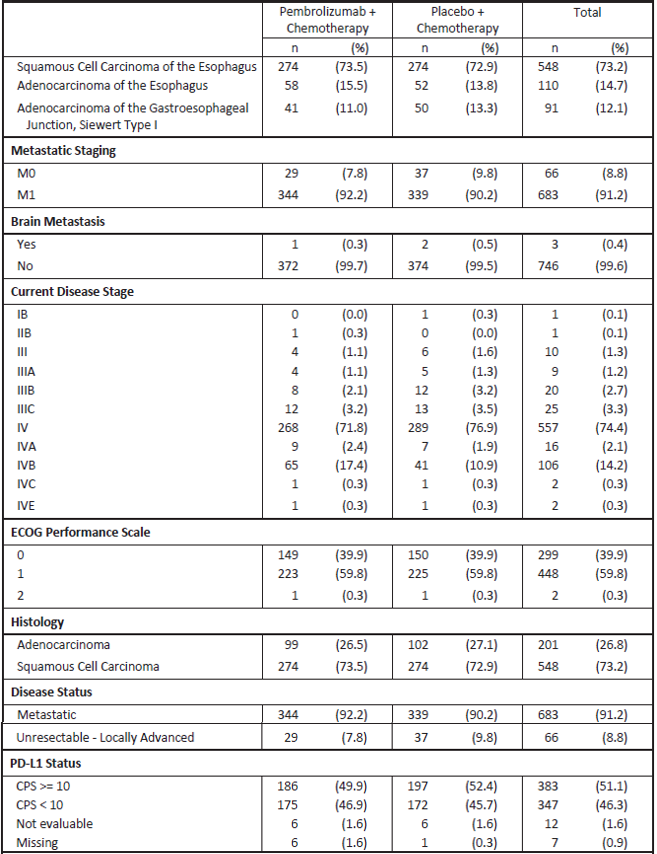 Pembrolizumab + Chemotherapy Placebo + Chemotherapy Total
n (%) n (%) n (%)
Squamous Cell Carcinoma of the Esophagus 274 (73.5) 274 (72.9) 548 (73.2)
Adenocarcinoma of the Esophagus 58 (15.5) 52 (13.8) 110 (14.7)
Adenocarcinoma of the Gastroesophageal 41 (11.0) 50 (13.3) 91 (12.1)
Junction, Siewert Type I
Metastatic Staging
M0 29 (7.8) 37 (9.8) 66 (8.8)
M1 344 (92.2) 339 (90.2) 683 (91.2)
Brain Metastasis
Yes 1 (0.3) 2 (0.5) 3 (0.4)
No 372 (99.7) 374 (99.5) 746 (99.6)
Current Disease Stage
IB 0 (0.0) 1 (0.3) 1 (0.1)
IIB 1 (0.3) 0 (0.0) 1 (0.1)
III 4 (1.1) 6 (1.6) 10 (1.3)
IIIA 4 (1.1) 5 (1.3) 9 (1.2)
IIIB 8 (2.1) 12 (3.2) 20 (2.7)
IIIC 12 (3.2) 13 (3.5) 25 (3.3)
IV 268 (71.8) 289 (76.9) 557 (74.4)
IVA 9 (2.4) 7 (1.9) 16 (2.1)
IVB 65 (17.4) 41 (10.9) 106 (14.2)
IVC 1 (0.3) 1 (0.3) 2 (0.3)
IVE 1 (0.3) 1 (0.3) 2 (0.3)
ECOG Performance Scale
0 149 (39.9) 150 (39.9) 299 (39.9)
1 223 (59.8) 225 (59.8) 448 (59.8)
2 1 (0.3) 1 (0.3) 2 (0.3)
Histology
Adenocarcinoma 99 (26.5) 102 (27.1) 201 (26.8)
Squamous Cell Carcinoma 274 (73.5) 274 (72.9) 548 (73.2)
Disease Status
Metastatic 344 (92.2) 339 (90.2) 683 (91.2)
Unresectable - Locally Advanced 29 (7.8) 37 (9.8) 66 (8.8)
PD-L1 Status
CPS >= 10 186 (49.9) 197 (52.4) 383 (51.1)
CPS < 10 175 (46.9) 172 (45.7) 347 (46.3)
Not evaluable 6 (1.6) 6 (1.6) 12 (1.6)
Missing 6 (1.6) 1 (0.3) 7 (0.9)